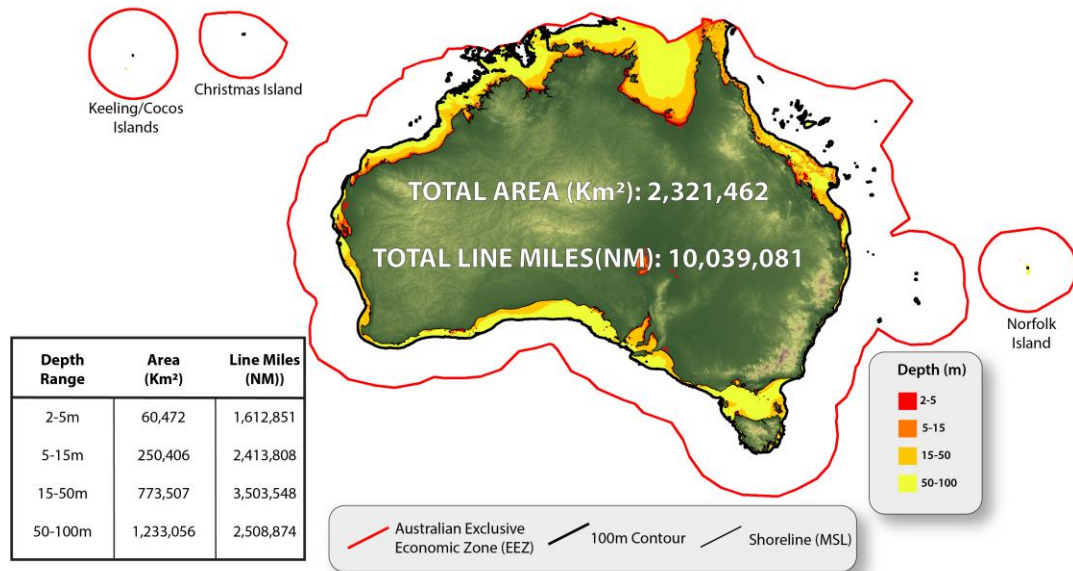 Keeling/Cocos
Islands
Christmas Island
TOTAL AREA (Km²): 2,321,462
TOTAL LINE MILES(NM): 10,039,081
Norfolk
Island
Depth Range Area (Km²) Line Miles (NM))
2-5m 60,472 1,612,851
5-15m 250,406 2,413,808
15-50m 773,507 3,503,548
50-100m 1,233,056 2,508,874
Depth (m)
2-5
5-15
15-50
50-100
Australian Exclusive
Economic Zone (EEZ)
100m Contour
Shoreline (MSL)